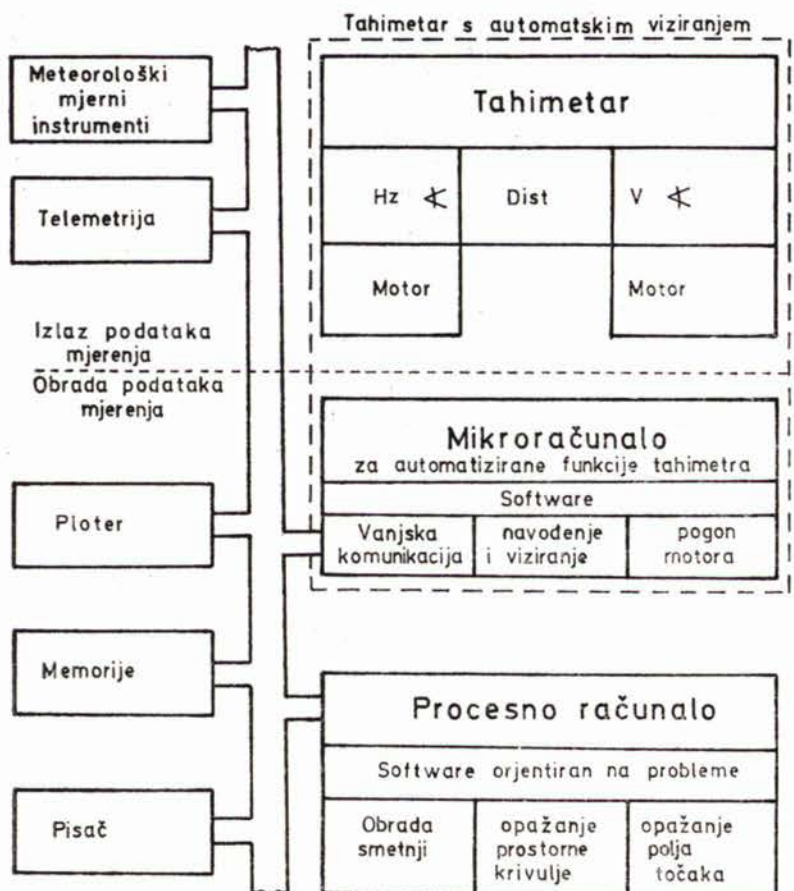 Tahimetar s automatskim viziranjem
Meteorološki
mjerni
instrumenti
Telemetrija
Tahimetar
Hz ∢ Dist V ∢
Motor Motor
Izlaz podataka
mjerenja
Obrada podataka
mjerenja
Mikroračunalo
za automatizirane funkcije tahimetra
Software
Vanjska
komunikacija
navođenje
i viziranje
pogon
motora
Ploter
Memorije
Pisač
Procesno računalo
Software orjentiran na probleme
Obrada
smetnji
opažanje
prostorne
krivulje
opažanje
polja
točaka